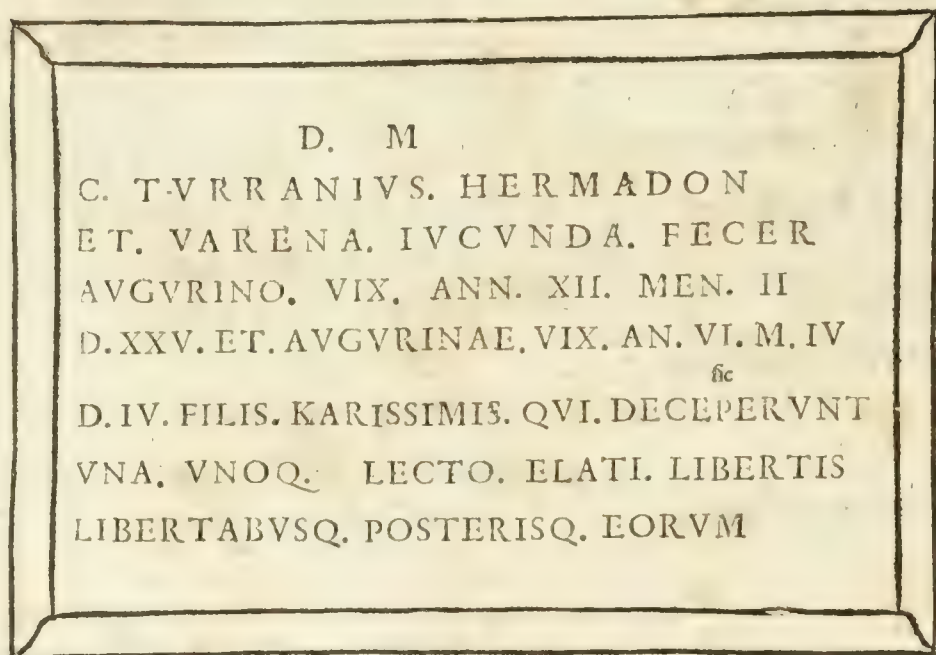 D. M
C. T·VRRANIVS. HERMADON
ET. VARENA. IVCVNDA. FECER
AVGVRINO. VIX. ANN. XII. MEN. II
D. XXV. ET. AVGVRINAE. VIX. AN. VI. M. IV
sic
D. IV. FILIS. KARISSIMIS. QVI. DECEPERVNT
VNA. VNOQ. LECTO. ELATI. LIBERTIS
LIBERTABVSQ. POSTERISQ. EORVM